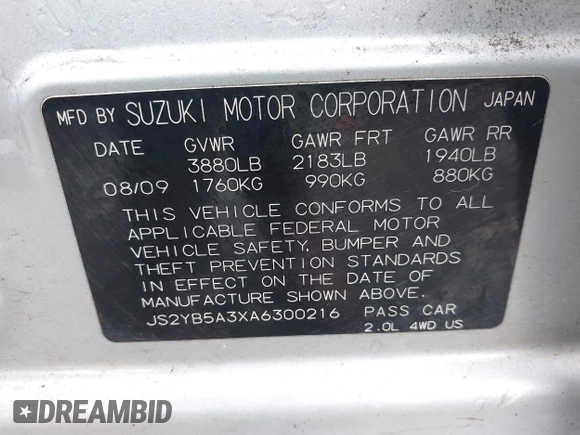 MFD BY SUZUKI MOTOR CORPORATION JAPAN
DATE GVWR GAWR FRT GAWR RR
3880LB 2183LB 1940LB
08/09 1760KG 990KG 880KG
THIS VEHICLE CONFORMS TO ALL
APPLICABLE FEDERAL MOTOR
VEHICLE SAFETY, BUMPER AND
THEFT PREVENTION STANDARDS
IN EFFECT ON THE DATE OF
MANUFACTURE SHOWN ABOVE.
JS2YB5A3XA6300216 PASS CAR
2.0L 4WD US
DREAMBID